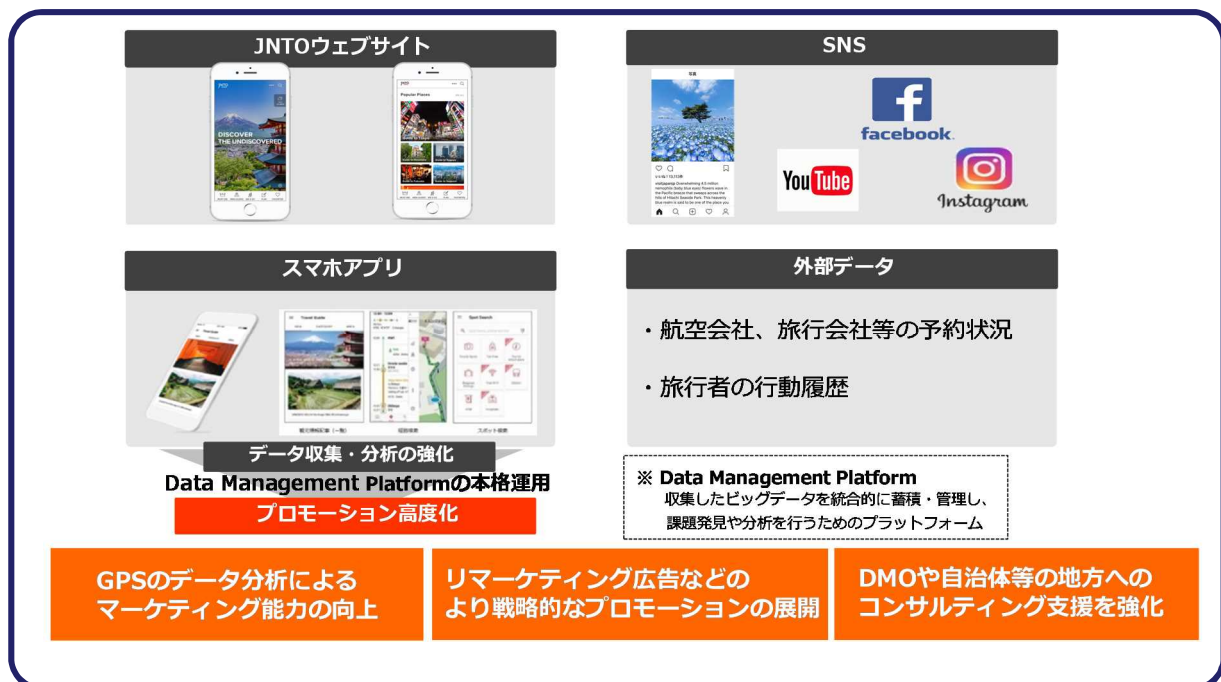 JNTOウェブサイト
DISCOVER
THE UNDISCOVERED
Popular Places
SNS
写真
facebook
YouTube
Instagram
スマホアプリ
Travel Guide
Spot Search
スポット検索
外部データ
・航空会社、旅行会社等の予約状況
・旅行者の行動履歴
データ収集・分析の強化
Data Management Platformの本格運用
プロモーション高度化
※ Data Management Platform
収集したビッグデータを統合的に蓄積・管理し、
課題発見や分析を行うためのプラットフォーム
GPSのデータ分析による
マーケティング能力の向上
リマーケティング広告などの
より戦略的なプロモーションの展開
DMOや自治体等の地方への
コンサルティング支援を強化